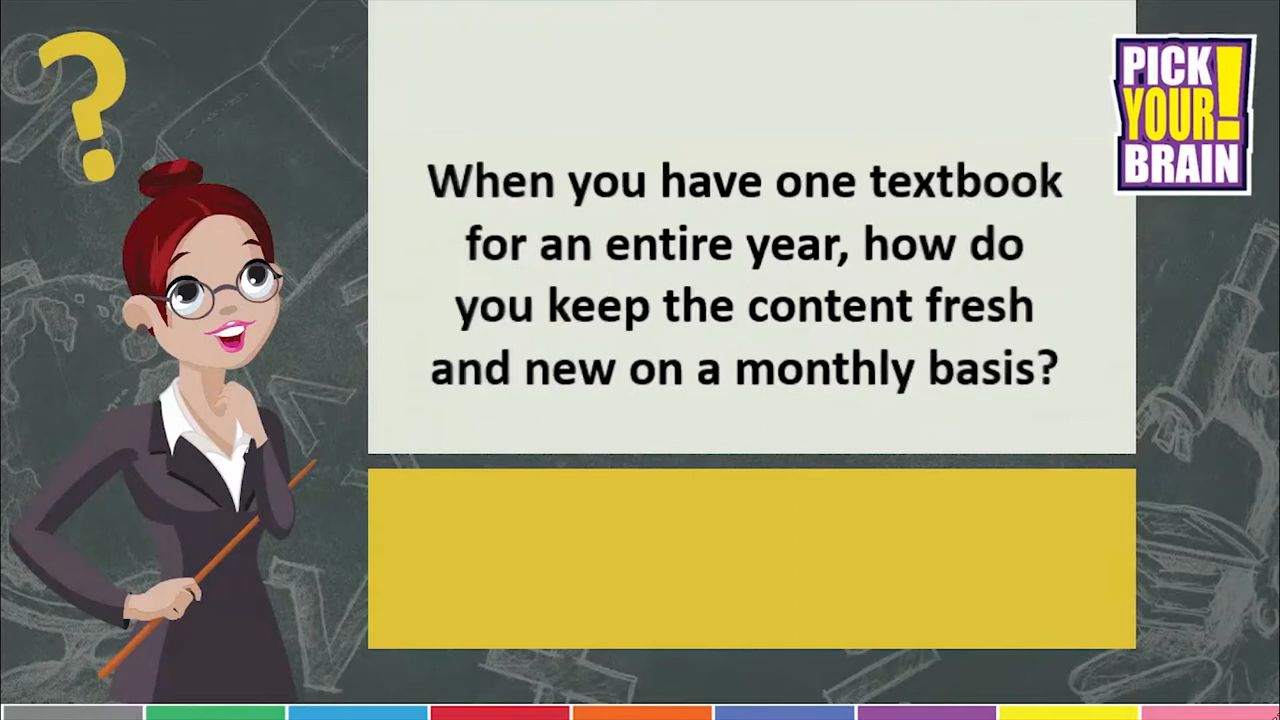 When you have one textbook
for an entire year, how do
you keep the content fresh
and new on a monthly basis?
?
PICK
YOUR!
BRAIN